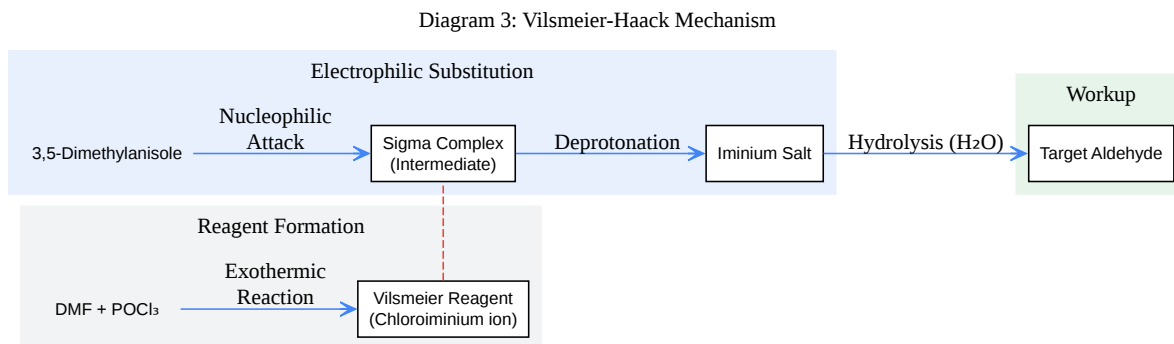 Diagram 3: Vilsmeier-Haack Mechanism
Electrophilic Substitution
3,5-Dimethylanisole
Nucleophilic
Attack
Sigma Complex
(Intermediate)
Deprotonation
Iminium Salt
Hydrolysis (H₂O)
Workup
Target Aldehyde
Reagent Formation
DMF + POCl₃
Exothermic
Reaction
Vilsmeier Reagent
(Chloroiminium ion)